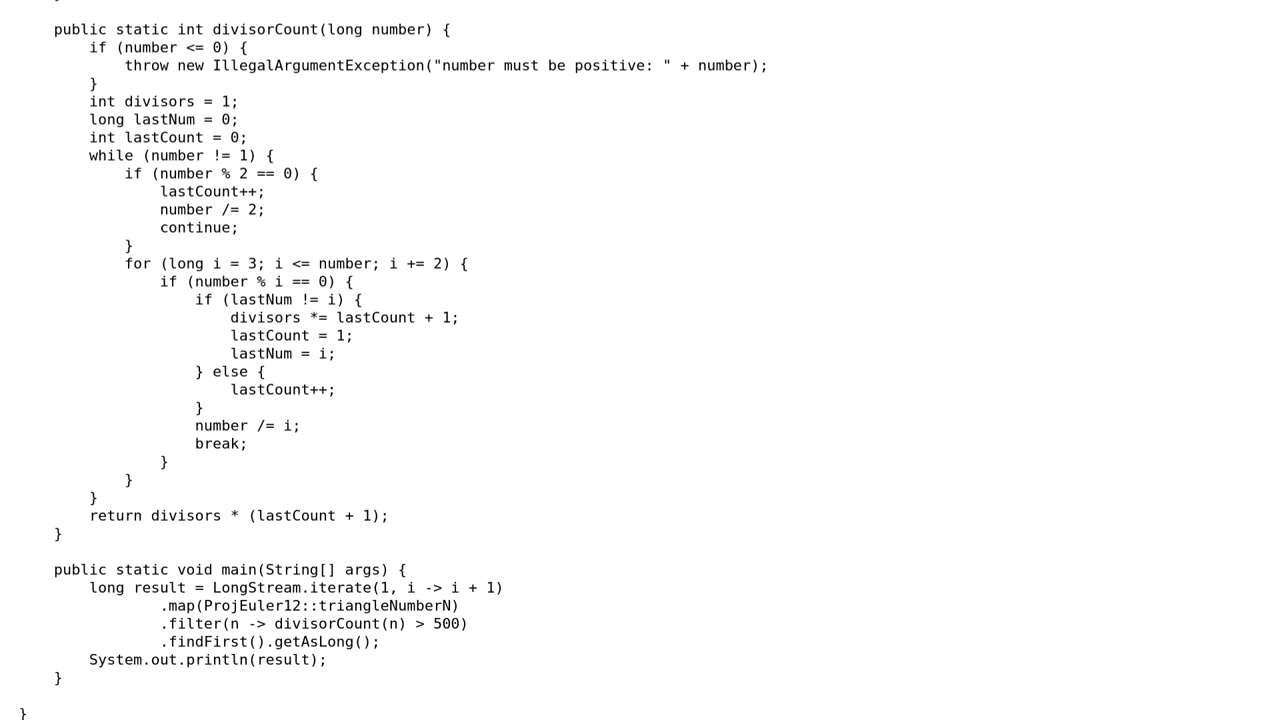 public static int divisorCount(long number) {
        if (number <= 0) {
            throw new IllegalArgumentException("number must be positive: " + number);
        }
        int divisors = 1;
        long lastNum = 0;
        int lastCount = 0;
        while (number != 1) {
            if (number % 2 == 0) {
                lastCount++;
                number /= 2;
                continue;
            }
            for (long i = 3; i <= number; i += 2) {
                if (number % i == 0) {
                    if (lastNum != i) {
                        divisors *= lastCount + 1;
                        lastCount = 1;
                        lastNum = i;
                    } else {
                        lastCount++;
                    }
                    number /= i;
                    break;
                }
            }
        }
        return divisors * (lastCount + 1);
    }

    public static void main(String[] args) {
        long result = LongStream.iterate(1, i -> i + 1)
                .map(ProjEuler12::triangleNumberN)
                .filter(n -> divisorCount(n) > 500)
                .findFirst().getAsLong();
        System.out.println(result);
    }

}